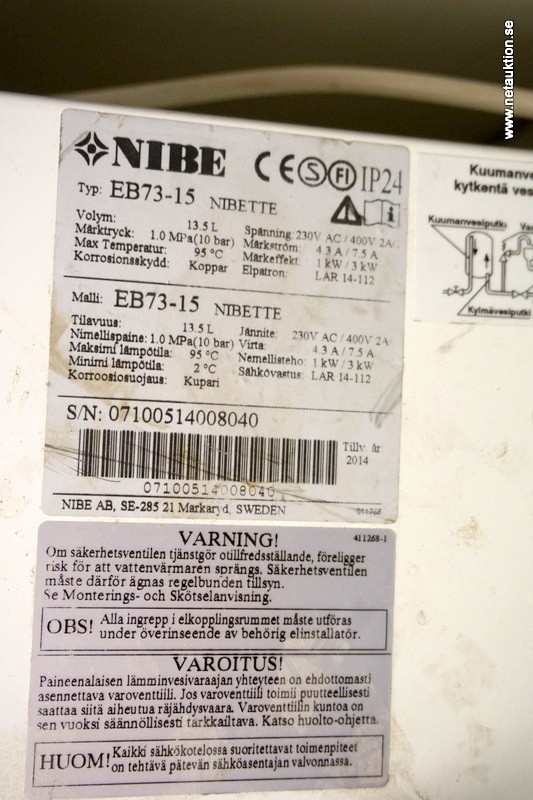 www.netauktion.se
NIBE CE S FI IP24
Typ: EB73-15 NIBETTE
Volym: 13.5 L Spänning: 230V AC / 400V 2A
Märktryck: 1.0 MPa(10 bar) Märkström: 4.3 A / 7.5 A
Max Temperatur: 95 °C Märkeffekt: 1 kW / 3 kW
Korrosionsskydd: Koppar Elpatron: LAR 14-112
Malli: EB73-15 NIBETTE
Tilavuus: 13.5 L Jännite: 230V AC / 400V 2A
Nimellispaine: 1.0 MPa(10 bar) Virta: 4.3 A / 7.5 A
Maksimi lämpötila: 95 °C Nemellisteho: 1 kW / 3 kW
Minimi lämpötila: 2 °C Sähkövastus: LAR 14-112
Korroosiosuojaus: Kupari
S/N: 07100514008040
Tillv. år
2014
07100514008040
NIBE AB, SE-285 21 Markaryd, SWEDEN
Kuumanve
kytkentä ves
Kuumanvesiputki Va
Kylmävesiputki
VARNING! 411268-1
Om säkerhetsventilen tjänstgör otillfredsställande, föreligger
risk för att vattenvärmaren sprängs. Säkerhetsventilen
måste därför ägnas regelbunden tillsyn.
Se Monterings- och Skötselanvisning.
OBS! Alla ingrepp i elkopplingsrummet måste utföras
under överinseende av behörig elinstallatör.
VAROITUS!
Paineenalaisen lämminvesivaraajan yhteyteen on ehdottomasti
asennettava varoventtiili. Jos varoventtiili toimii puutteellisesti
saattaa siitä aiheutua räjähdysvaara. Varoventtiilin kuntoa on
sen vuoksi säännöllisesti tarkkailtava. Katso huolto-ohjetta.
HUOM! Kaikki sähkökotelossa suoritettavat toimenpiteet
on tehtävä pätevän sähköasentajan valvonnassa.